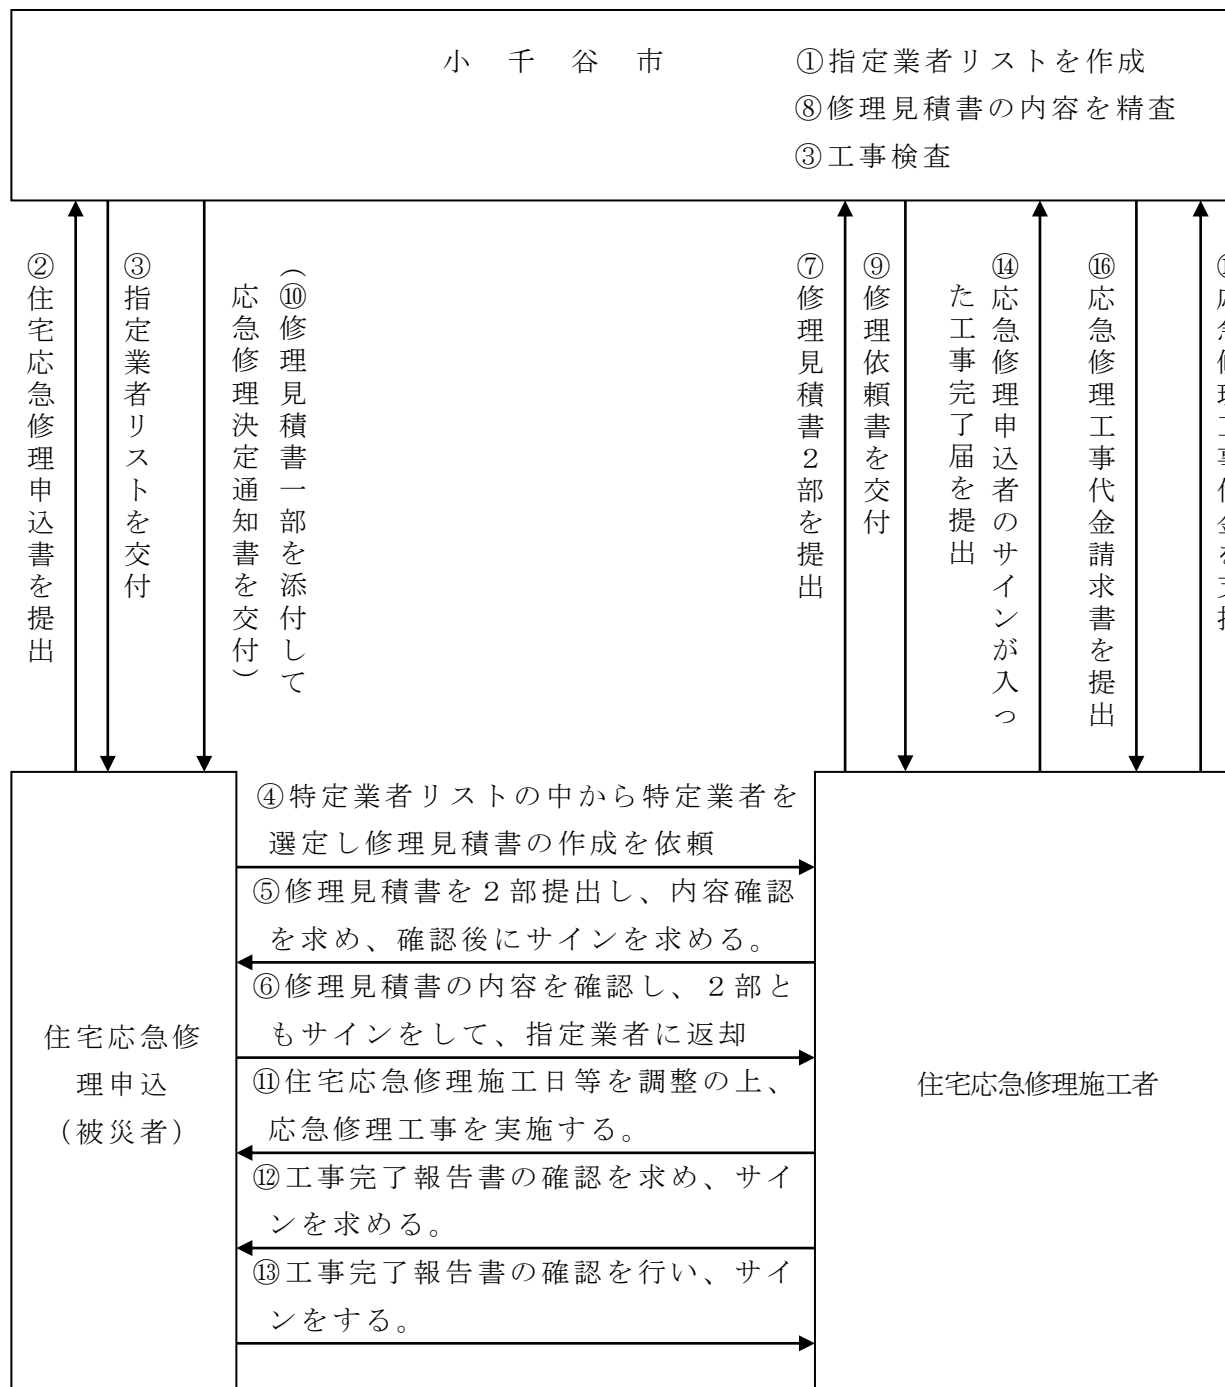 小千谷市
①指定業者リストを作成
⑧修理見積書の内容を精査
③工事検査
②住宅応急修理申込書を提出
③指定業者リストを交付
（⑩修理見積書一部を添付して
応急修理決定通知書を交付）
⑦修理見積書２部を提出
⑨修理依頼書を交付
⑭応急修理申込者のサインが入っ
た工事完了届を提出
⑯応急修理工事代金請求書を提出
④特定業者リストの中から特定業者を
選定し修理見積書の作成を依頼
⑤修理見積書を２部提出し、内容確認
を求め、確認後にサインを求める。
⑥修理見積書の内容を確認し、２部と
もサインをして、指定業者に返却
⑪住宅応急修理施工日等を調整の上、
応急修理工事を実施する。
⑫工事完了報告書の確認を求め、サイ
ンを求める。
⑬工事完了報告書の確認を行い、サイ
ンをする。
住宅応急修
理申込
（被災者）
住宅応急修理施工者